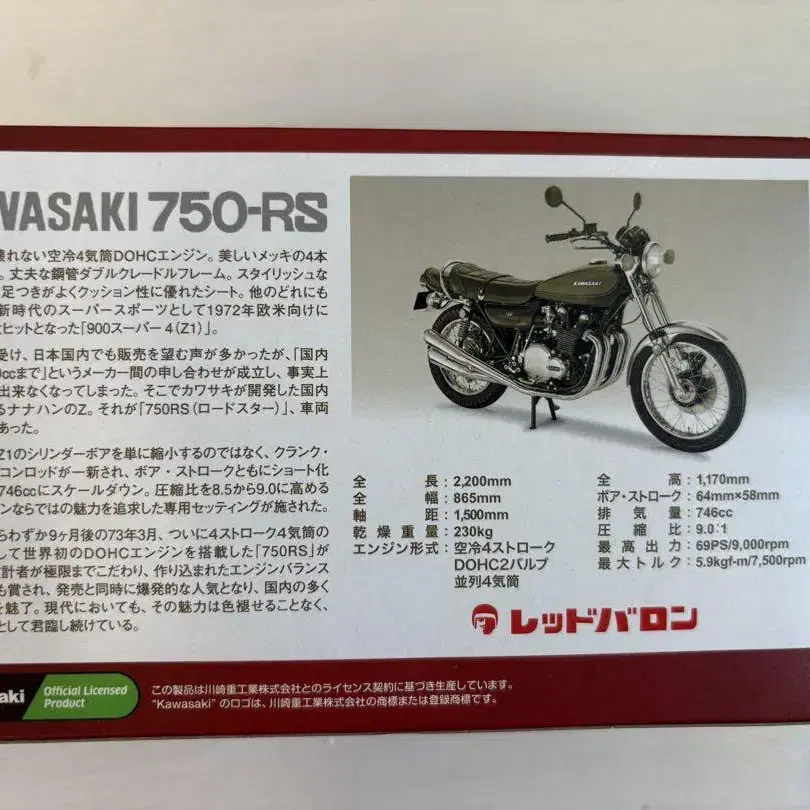 WASAKI 750-RS
れない空冷4気筒DOHCエンジン。美しいメッキの4本
。丈夫な鋼管ダブルクレードルフレーム。スタイリッシュな
足つきがよくクッション性に優れたシート。他のどれにも
新時代のスーパースポーツとして1972年欧米向けに
ヒットとなった「900スーパー4(Z1)」。
受け、日本国内でも販売を望む声が多かったが、「国内
0ccまで」というメーカー間の申し合わせが成立し、事実上
出来なくなってしまった。そこでカワサキが開発した国内
るナナハンのZ。それが「750RS(ロードスター)」、車両
あった。
Z1のシリンダーボアを単に縮小するのではなく、クランク・
コンロッドが一新され、ボア・ストロークともにショート化
746ccにスケールダウン。圧縮比を8.5から9.0に高める
ンならではの魅力を追求した専用セッティングが施された。
らわずか9ヶ月後の73年3月、ついに4ストローク4気筒の
して世界初のDOHCエンジンを搭載した「750RS」が
計者が極限までこだわり、作り込まれたエンジンバランス
も賞され、発売と同時に爆発的な人気となり、国内の多く
を魅了。現代においても、その魅力は色褪せることなく、
として君臨し続けている。
KAWASAKI
全長:2,200mm
全幅:865mm
軸距:1,500mm
乾燥重量:230kg
エンジン形式:空冷4ストローク
DOHC2バルブ
並列4気筒
全高:1,170mm
ボア・ストローク:64mm×58mm
排気量:746cc
圧縮比:9.0:1
最高出力:69PS/9,000rpm
最大トルク:5.9kgf-m/7,500rpm
レッドバロン
aki
Official Licensed
Product
この製品は川崎重工業株式会社とのライセンス契約に基づき生産しています。
"Kawasaki"のロゴは、川崎重工業株式会社の商標または登録商標です。